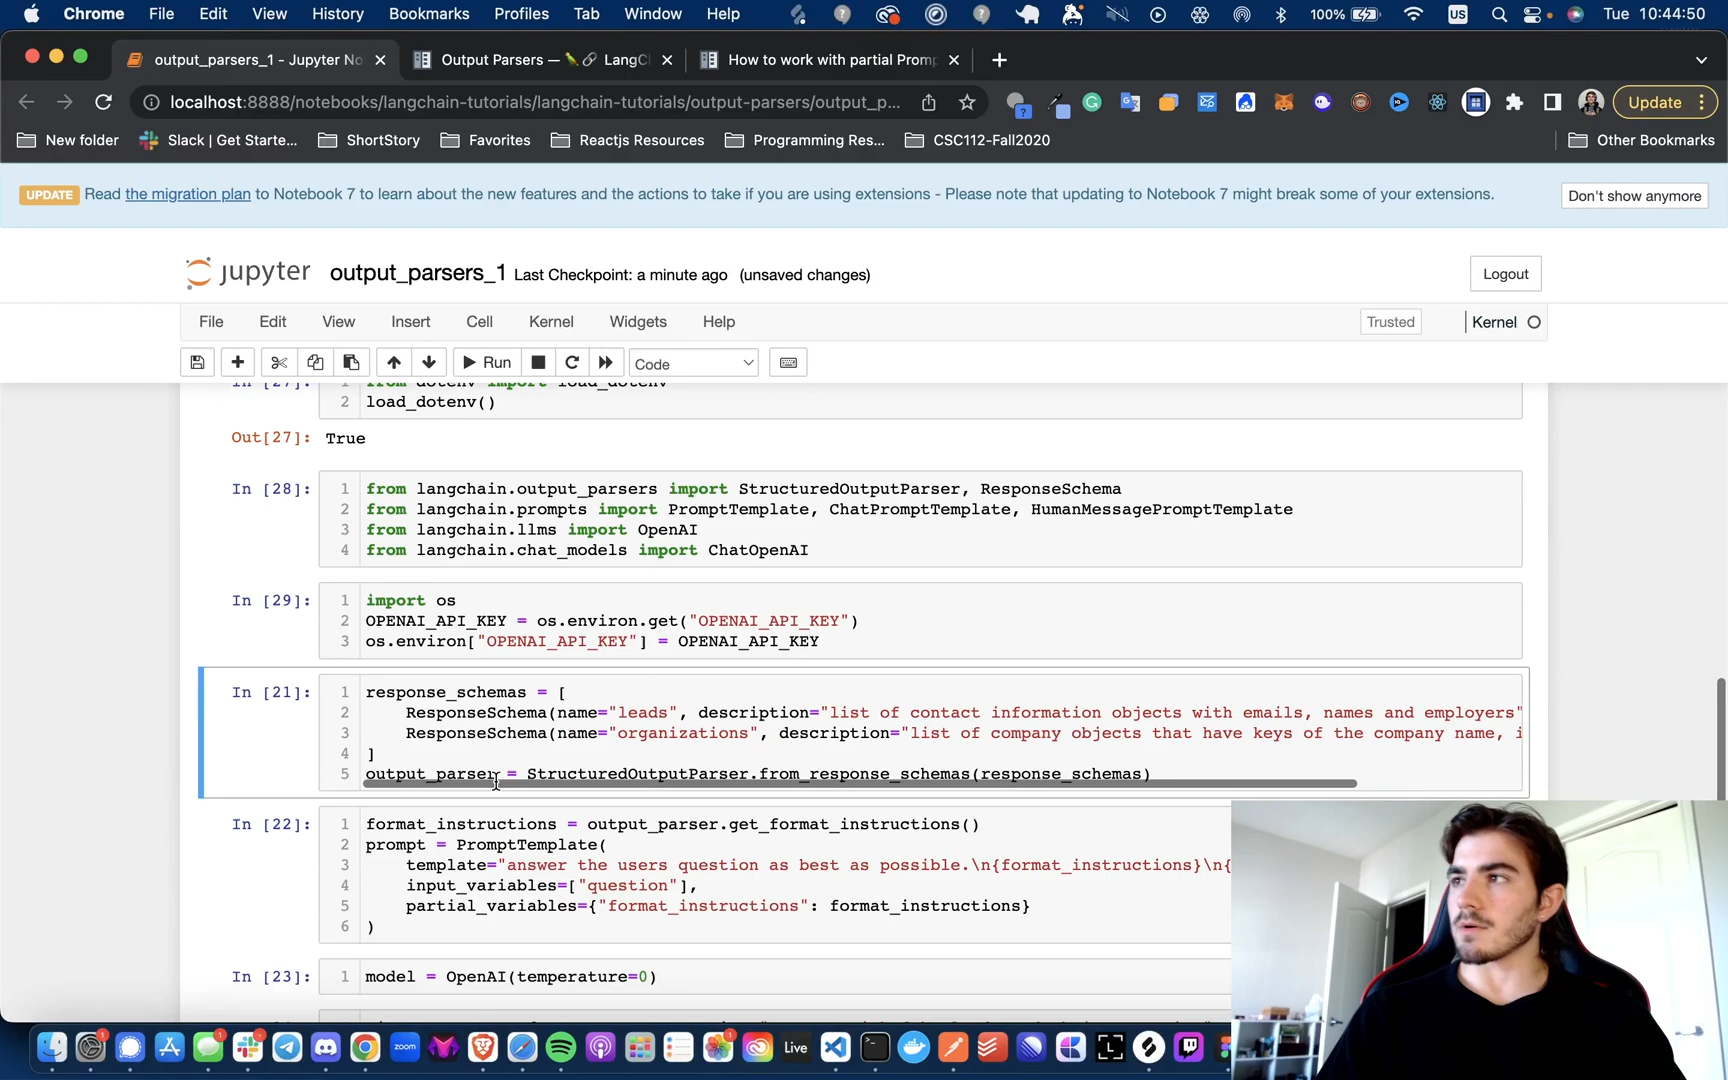 Chrome File Edit View History Bookmarks Profiles Tab Window Help 100% US Tue 10:44:50
output_parsers_1 - Jupyter No Output Parsers — LangC How to work with partial Promp
localhost:8888/notebooks/langchain-tutorials/langchain-tutorials/output-parsers/output_p... Update
New folder Slack | Get Starte... ShortStory Favorites Reactjs Resources Programming Res... CSC112-Fall2020 Other Bookmarks
UPDATE Read the migration plan to Notebook 7 to learn about the new features and the actions to take if you are using extensions - Please note that updating to Notebook 7 might break some of your extensions. Don't show anymore
jupyter output_parsers_1 Last Checkpoint: a minute ago (unsaved changes) Logout
File Edit View Insert Cell Kernel Widgets Help Trusted Kernel
Run Code
In [27]: 1 from dotenv import load_dotenv
2 load_dotenv()
Out[27]: True
In [28]: 1 from langchain.output_parsers import StructuredOutputParser, ResponseSchema
2 from langchain.prompts import PromptTemplate, ChatPromptTemplate, HumanMessagePromptTemplate
3 from langchain.llms import OpenAI
4 from langchain.chat_models import ChatOpenAI
In [29]: 1 import os
2 OPENAI_API_KEY = os.environ.get("OPENAI_API_KEY")
3 os.environ["OPENAI_API_KEY"] = OPENAI_API_KEY
In [21]: 1 response_schemas = [
2 ResponseSchema(name="leads", description="list of contact information objects with emails, names and employers"
3 ResponseSchema(name="organizations", description="list of company objects that have keys of the company name, i
4 ]
5 output_parser = StructuredOutputParser.from_response_schemas(response_schemas)
In [22]: 1 format_instructions = output_parser.get_format_instructions()
2 prompt = PromptTemplate(
3 template="answer the users question as best as possible.\n{format_instructions}\n{
4 input_variables=["question"],
5 partial_variables={"format_instructions": format_instructions}
6 )
In [23]: 1 model = OpenAI(temperature=0)
zoom Live